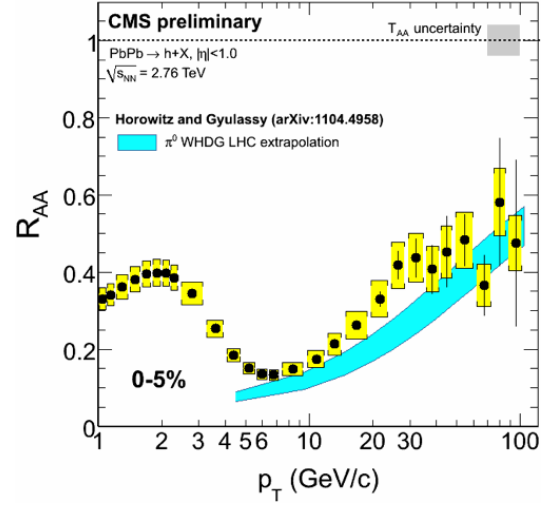 CMS preliminary
T_AA uncertainty
PbPb → h+X, |η|<1.0
√s_NN = 2.76 TeV
Horowitz and Gyulassy (arXiv:1104.4958)
π⁰ WHDG LHC extrapolation
0-5%
R_AA
1
0.8
0.6
0.4
0.2
0
1 2 3 4 5 6 10 20 30 100
p_T (GeV/c)